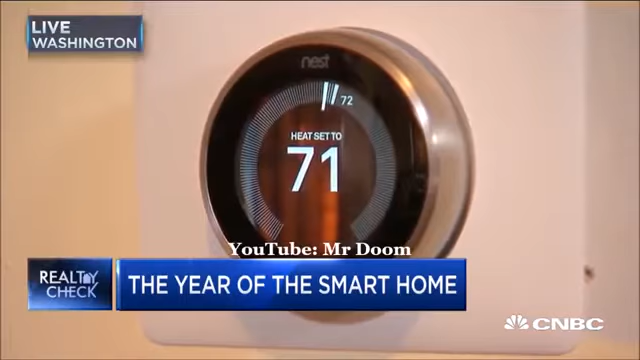 LIVE
WASHINGTON
nest
72
HEAT SET TO
71
YouTube: Mr Doom
REALTY
CHECK
THE YEAR OF THE SMART HOME
CNBC